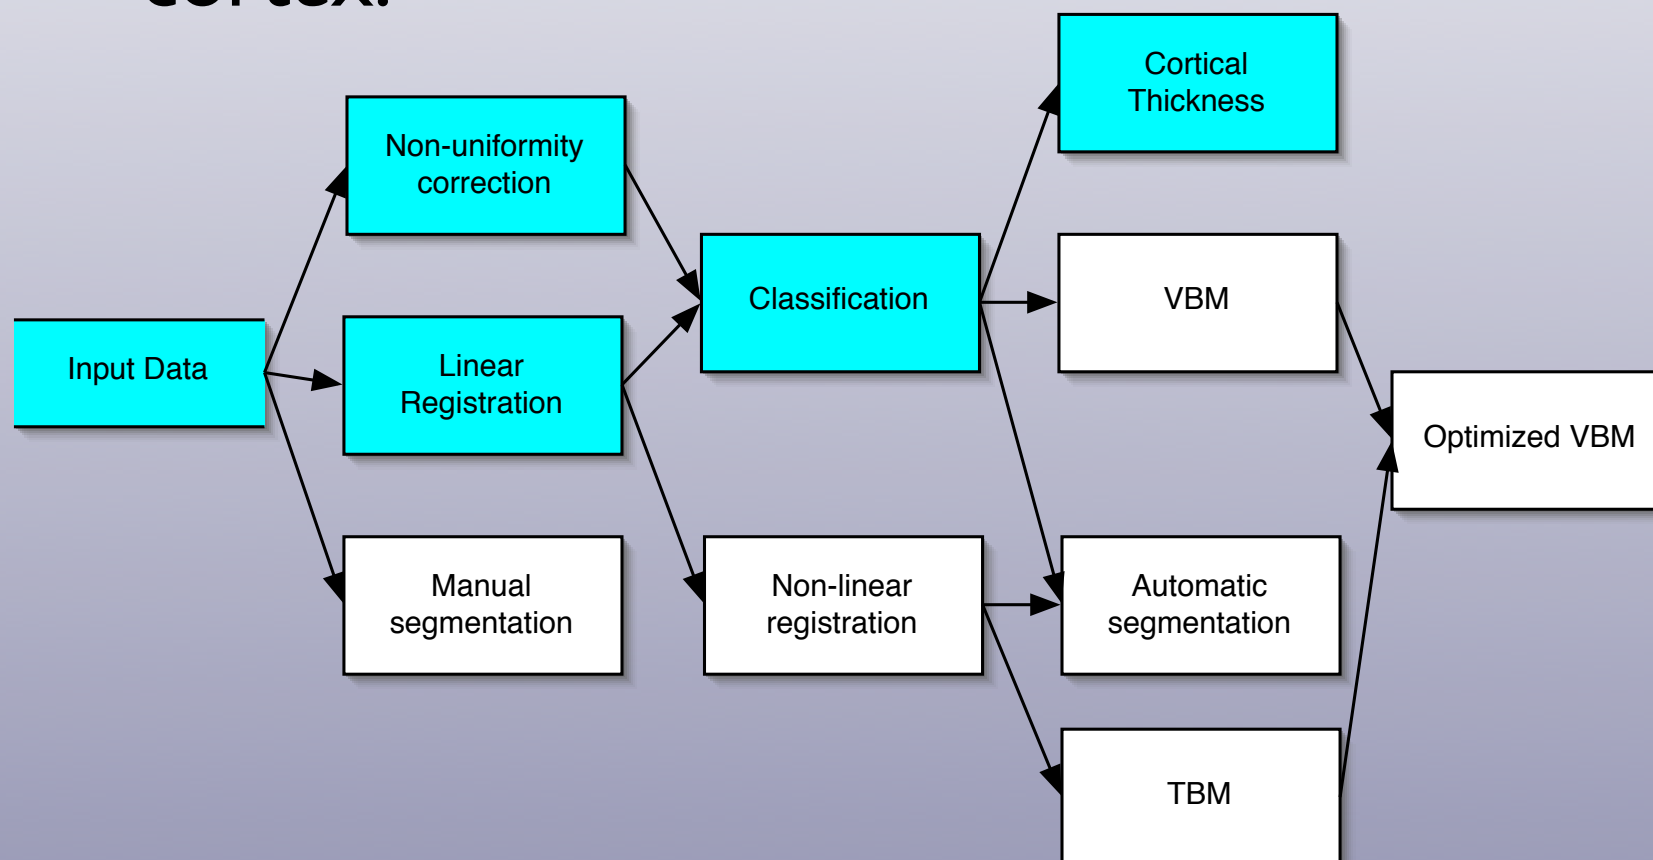 cortex.
Cortical
Thickness
Non-uniformity
correction
Classification
VBM
Input Data
Linear
Registration
Optimized VBM
Manual
segmentation
Non-linear
registration
Automatic
segmentation
TBM